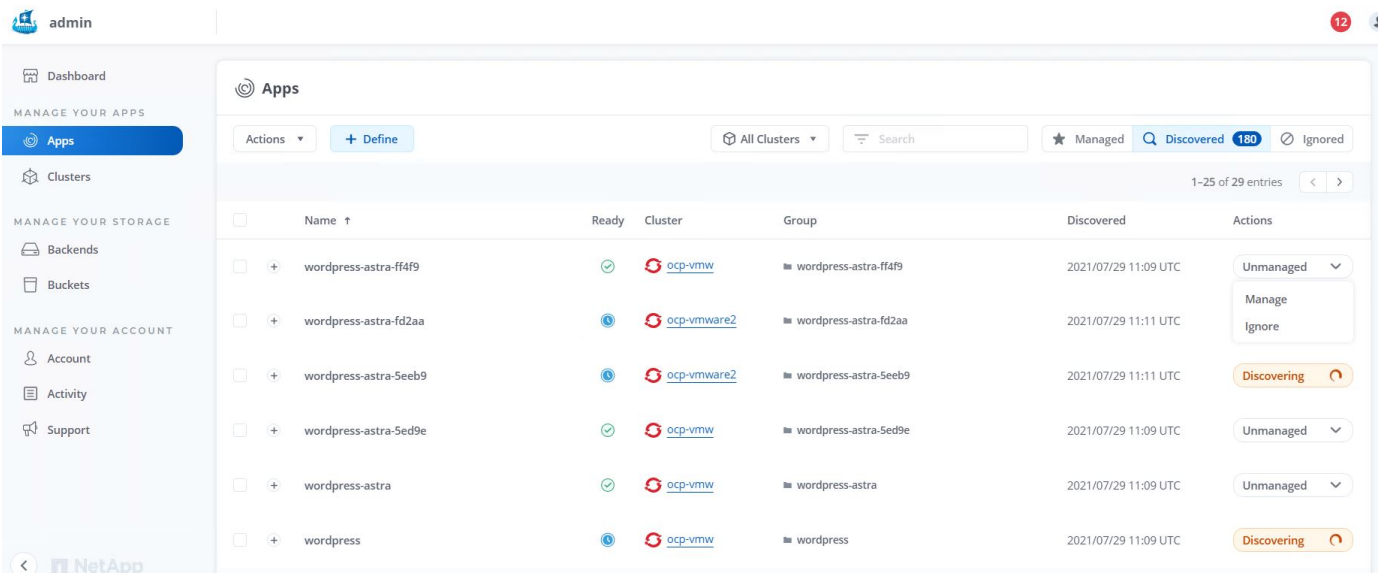 admin
12
Dashboard
MANAGE YOUR APPS
Apps
Clusters
MANAGE YOUR STORAGE
Backends
Buckets
MANAGE YOUR ACCOUNT
Account
Activity
Support
NetApp
Apps
Actions + Define All Clusters Search Managed Discovered 180 Ignored
1–25 of 29 entries < >
Name ↑ Ready Cluster Group Discovered Actions
+ wordpress-astra-ff4f9 ocp-vmw wordpress-astra-ff4f9 2021/07/29 11:09 UTC Unmanaged
Manage
Ignore
+ wordpress-astra-fd2aa ocp-vmware2 wordpress-astra-fd2aa 2021/07/29 11:11 UTC
+ wordpress-astra-5eeb9 ocp-vmware2 wordpress-astra-5eeb9 2021/07/29 11:11 UTC Discovering
+ wordpress-astra-5ed9e ocp-vmw wordpress-astra-5ed9e 2021/07/29 11:09 UTC Unmanaged
+ wordpress-astra ocp-vmw wordpress-astra 2021/07/29 11:09 UTC Unmanaged
+ wordpress ocp-vmw wordpress 2021/07/29 11:09 UTC Discovering